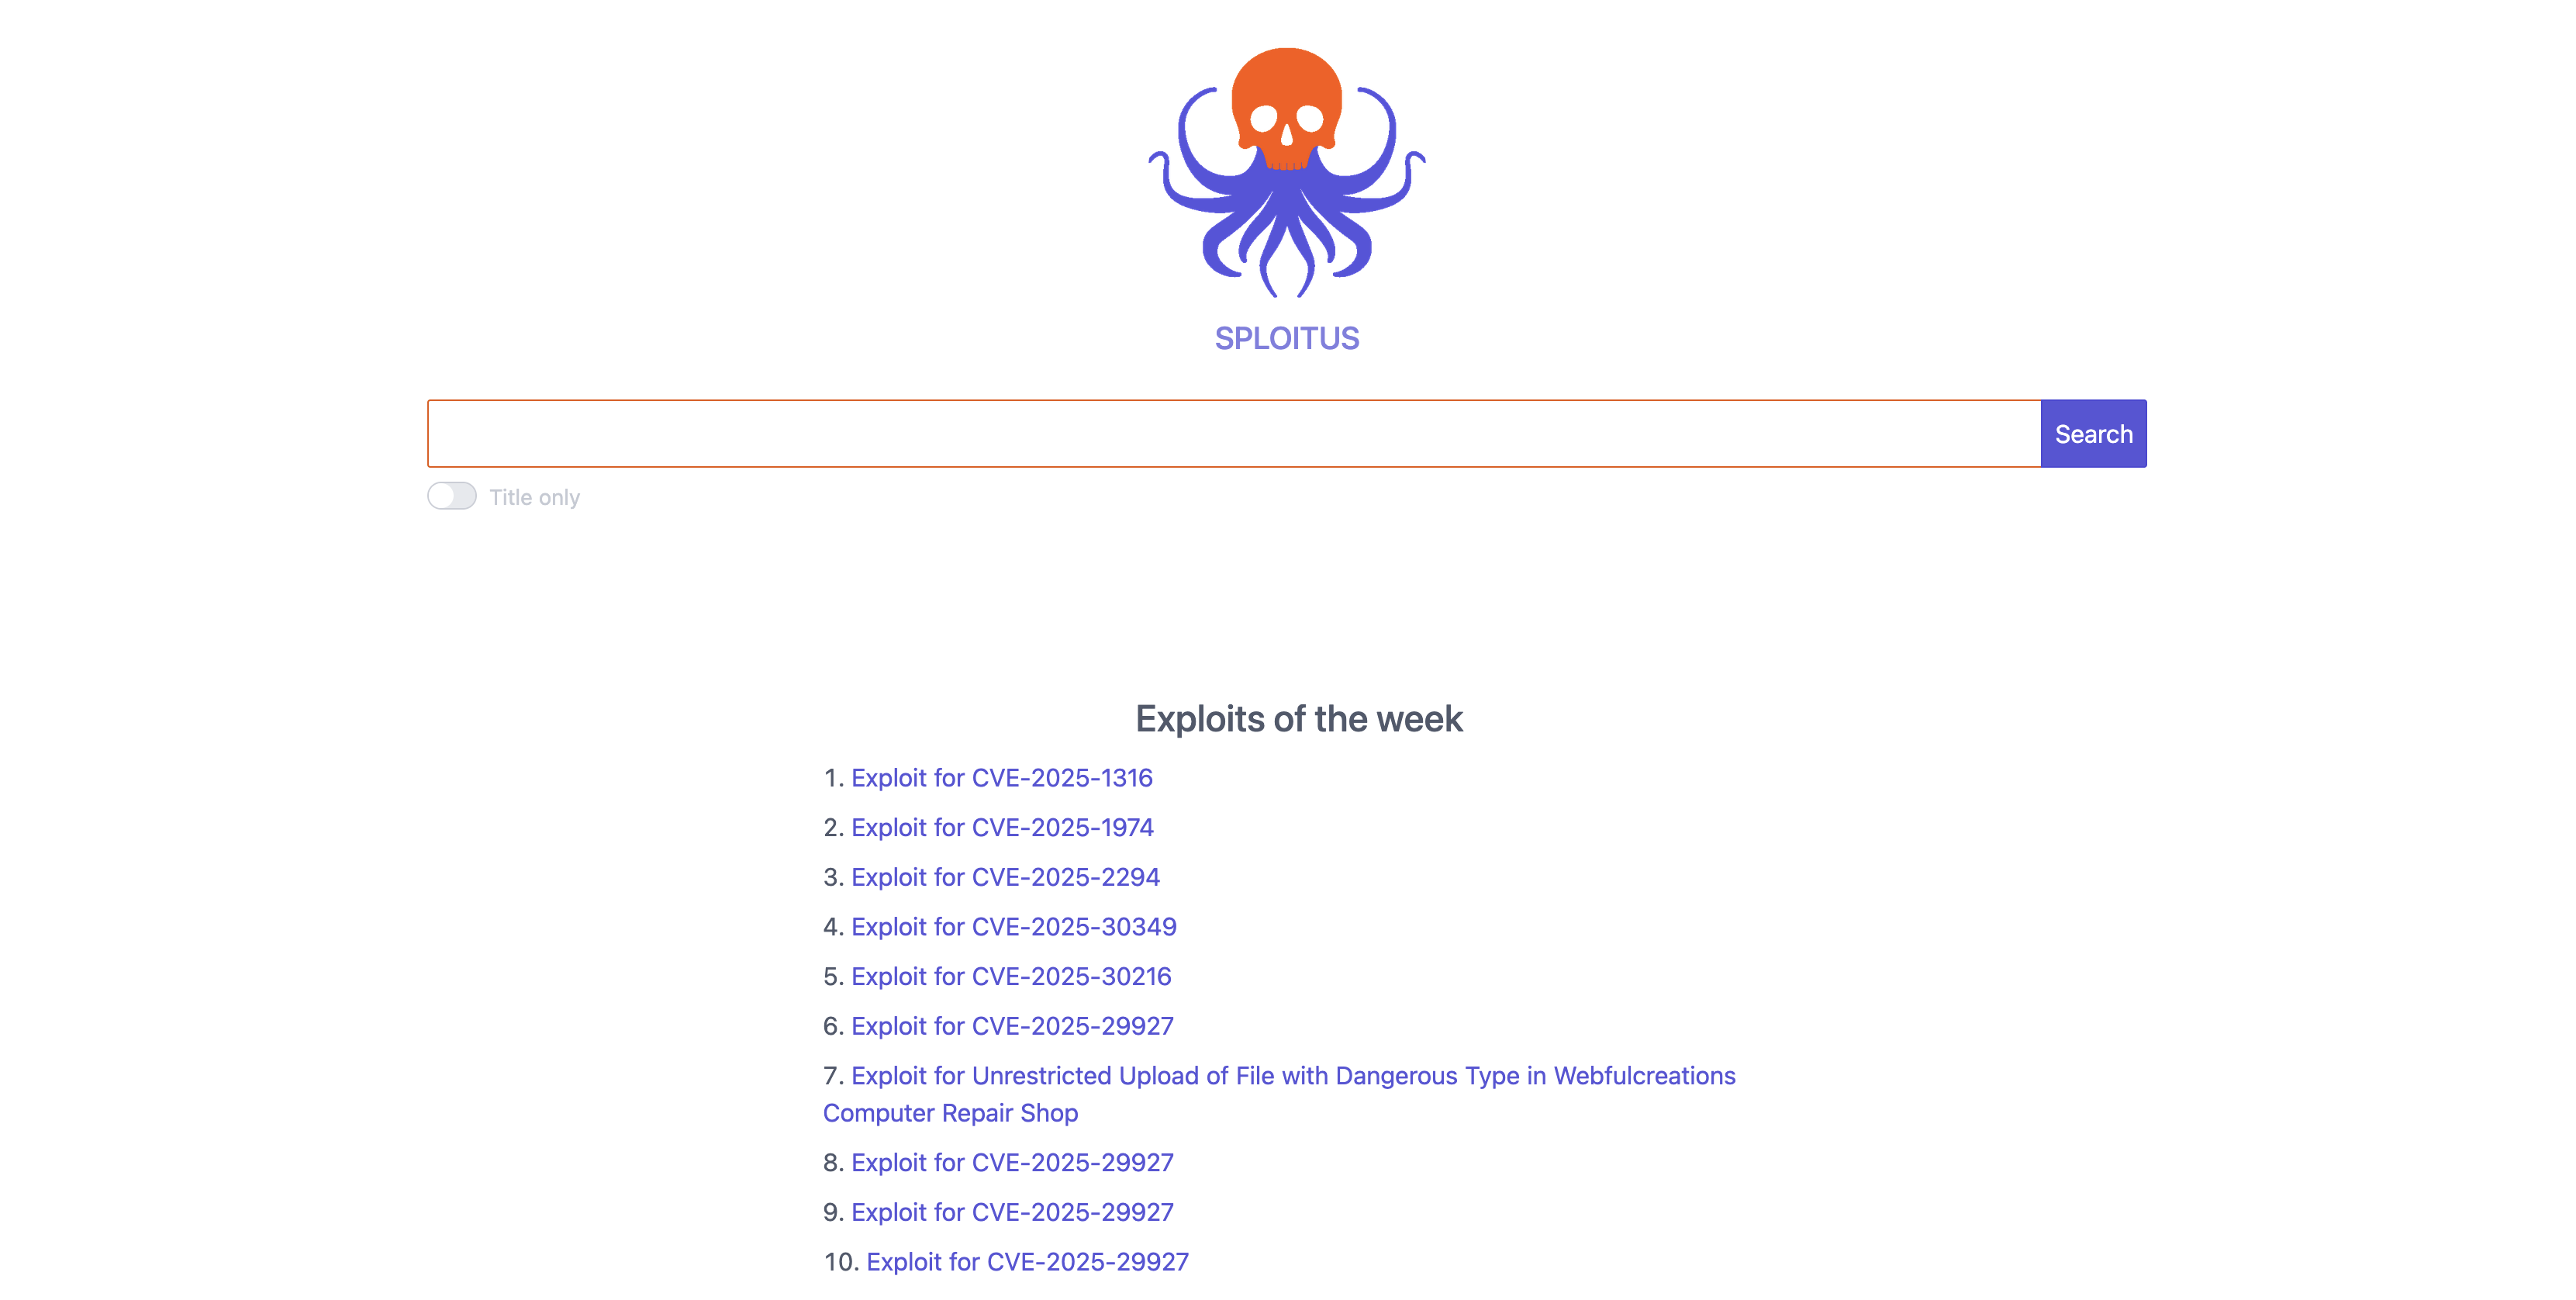 SPLOITUS
Search
Title only
Exploits of the week
1. Exploit for CVE-2025-1316
2. Exploit for CVE-2025-1974
3. Exploit for CVE-2025-2294
4. Exploit for CVE-2025-30349
5. Exploit for CVE-2025-30216
6. Exploit for CVE-2025-29927
7. Exploit for Unrestricted Upload of File with Dangerous Type in Webfulcreations
Computer Repair Shop
8. Exploit for CVE-2025-29927
9. Exploit for CVE-2025-29927
10. Exploit for CVE-2025-29927